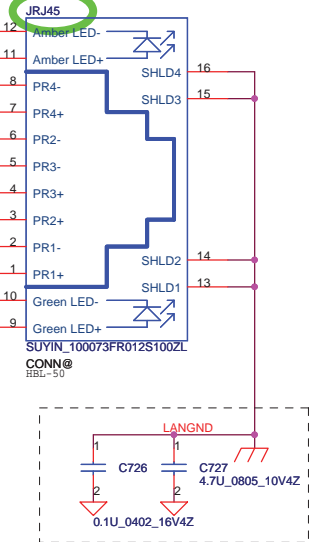 JRJ45
12 Amber LED-
11 Amber LED+
SHLD4 16
8 PR4-
SHLD3 15
7 PR4+
6 PR2-
5 PR3-
4 PR3+
3 PR2+
2 PR1-
SHLD2 14
1 PR1+
SHLD1 13
10 Green LED-
9 Green LED+
SUYIN_100073FR012S100ZL
CONN@
HBL-50
LANGND
1 1
C726 C727
4.7U_0805_10V4Z
2 2
0.1U_0402_16V4Z